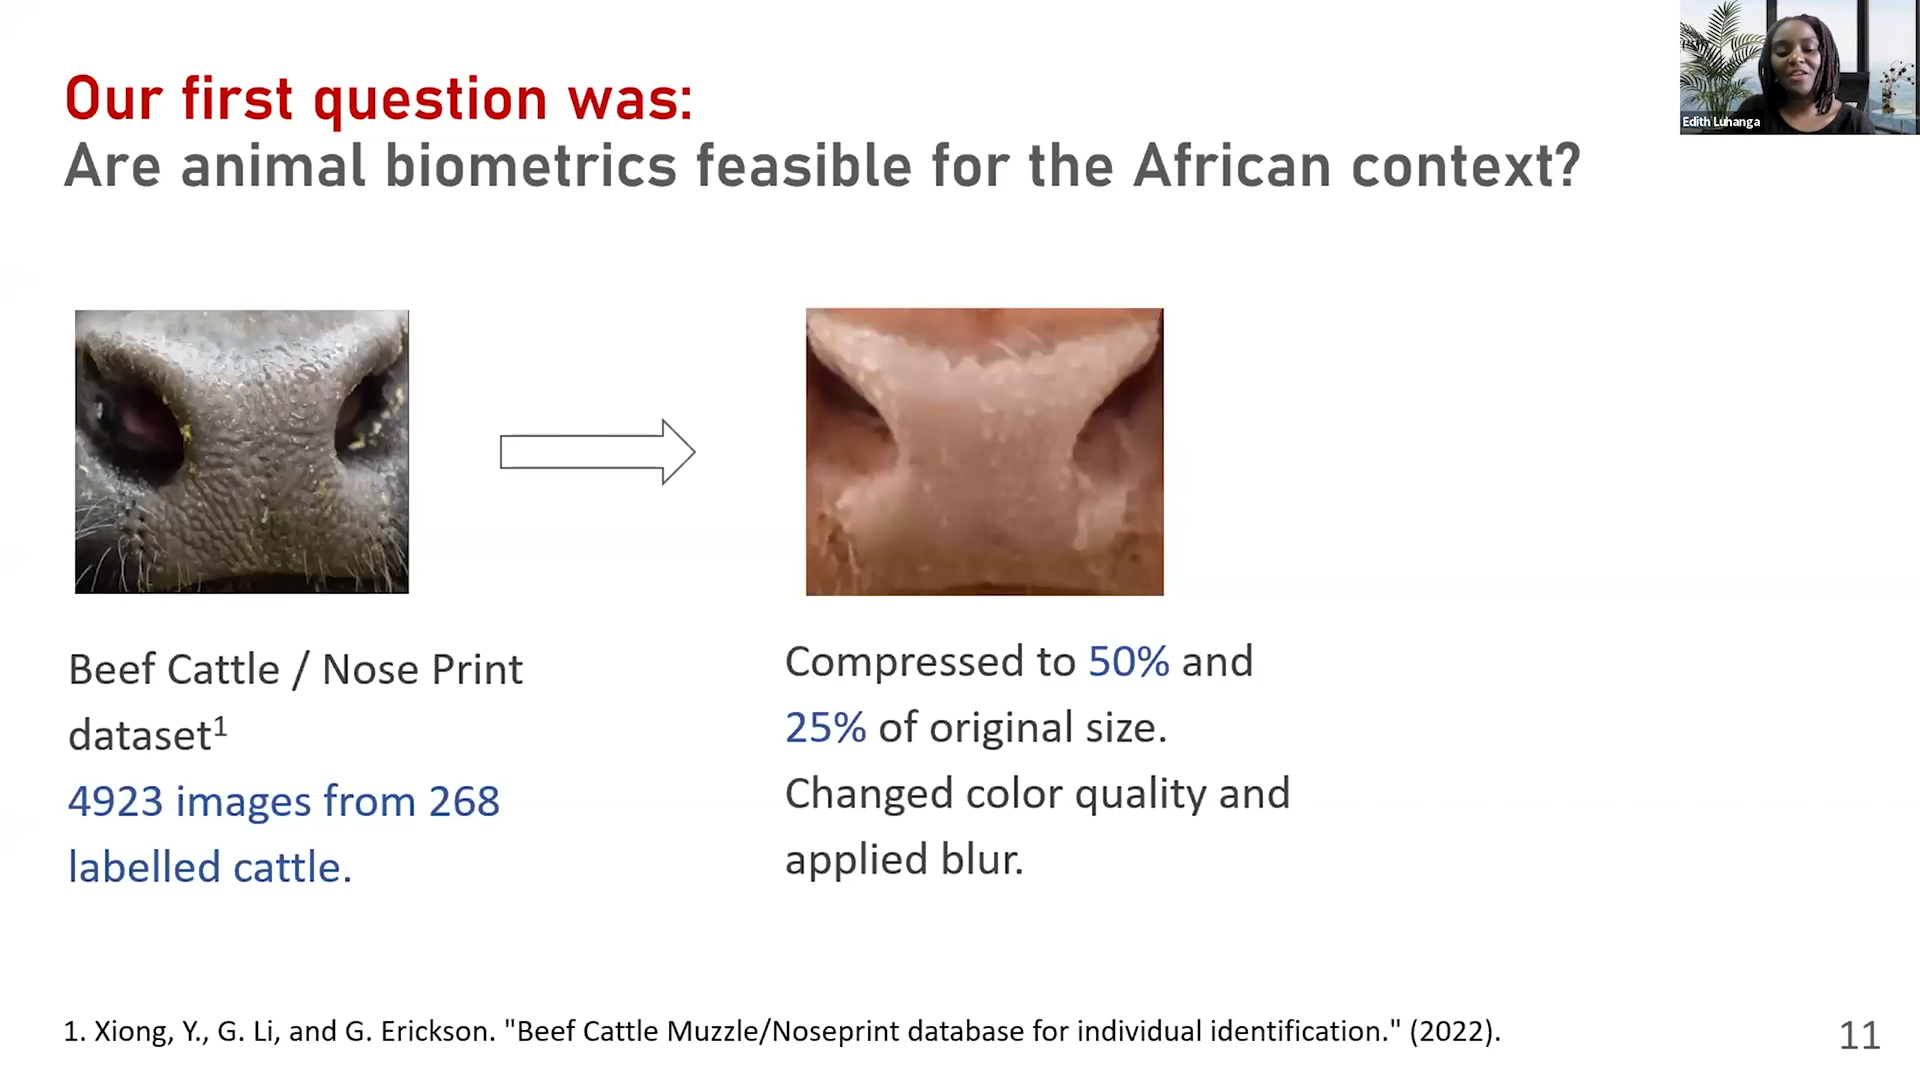 Our first question was:
Are animal biometrics feasible for the African context?
Edith Luhanga
Beef Cattle / Nose Print
dataset¹
4923 images from 268
labelled cattle.
Compressed to 50% and
25% of original size.
Changed color quality and
applied blur.
1. Xiong, Y., G. Li, and G. Erickson. "Beef Cattle Muzzle/Noseprint database for individual identification." (2022).
11